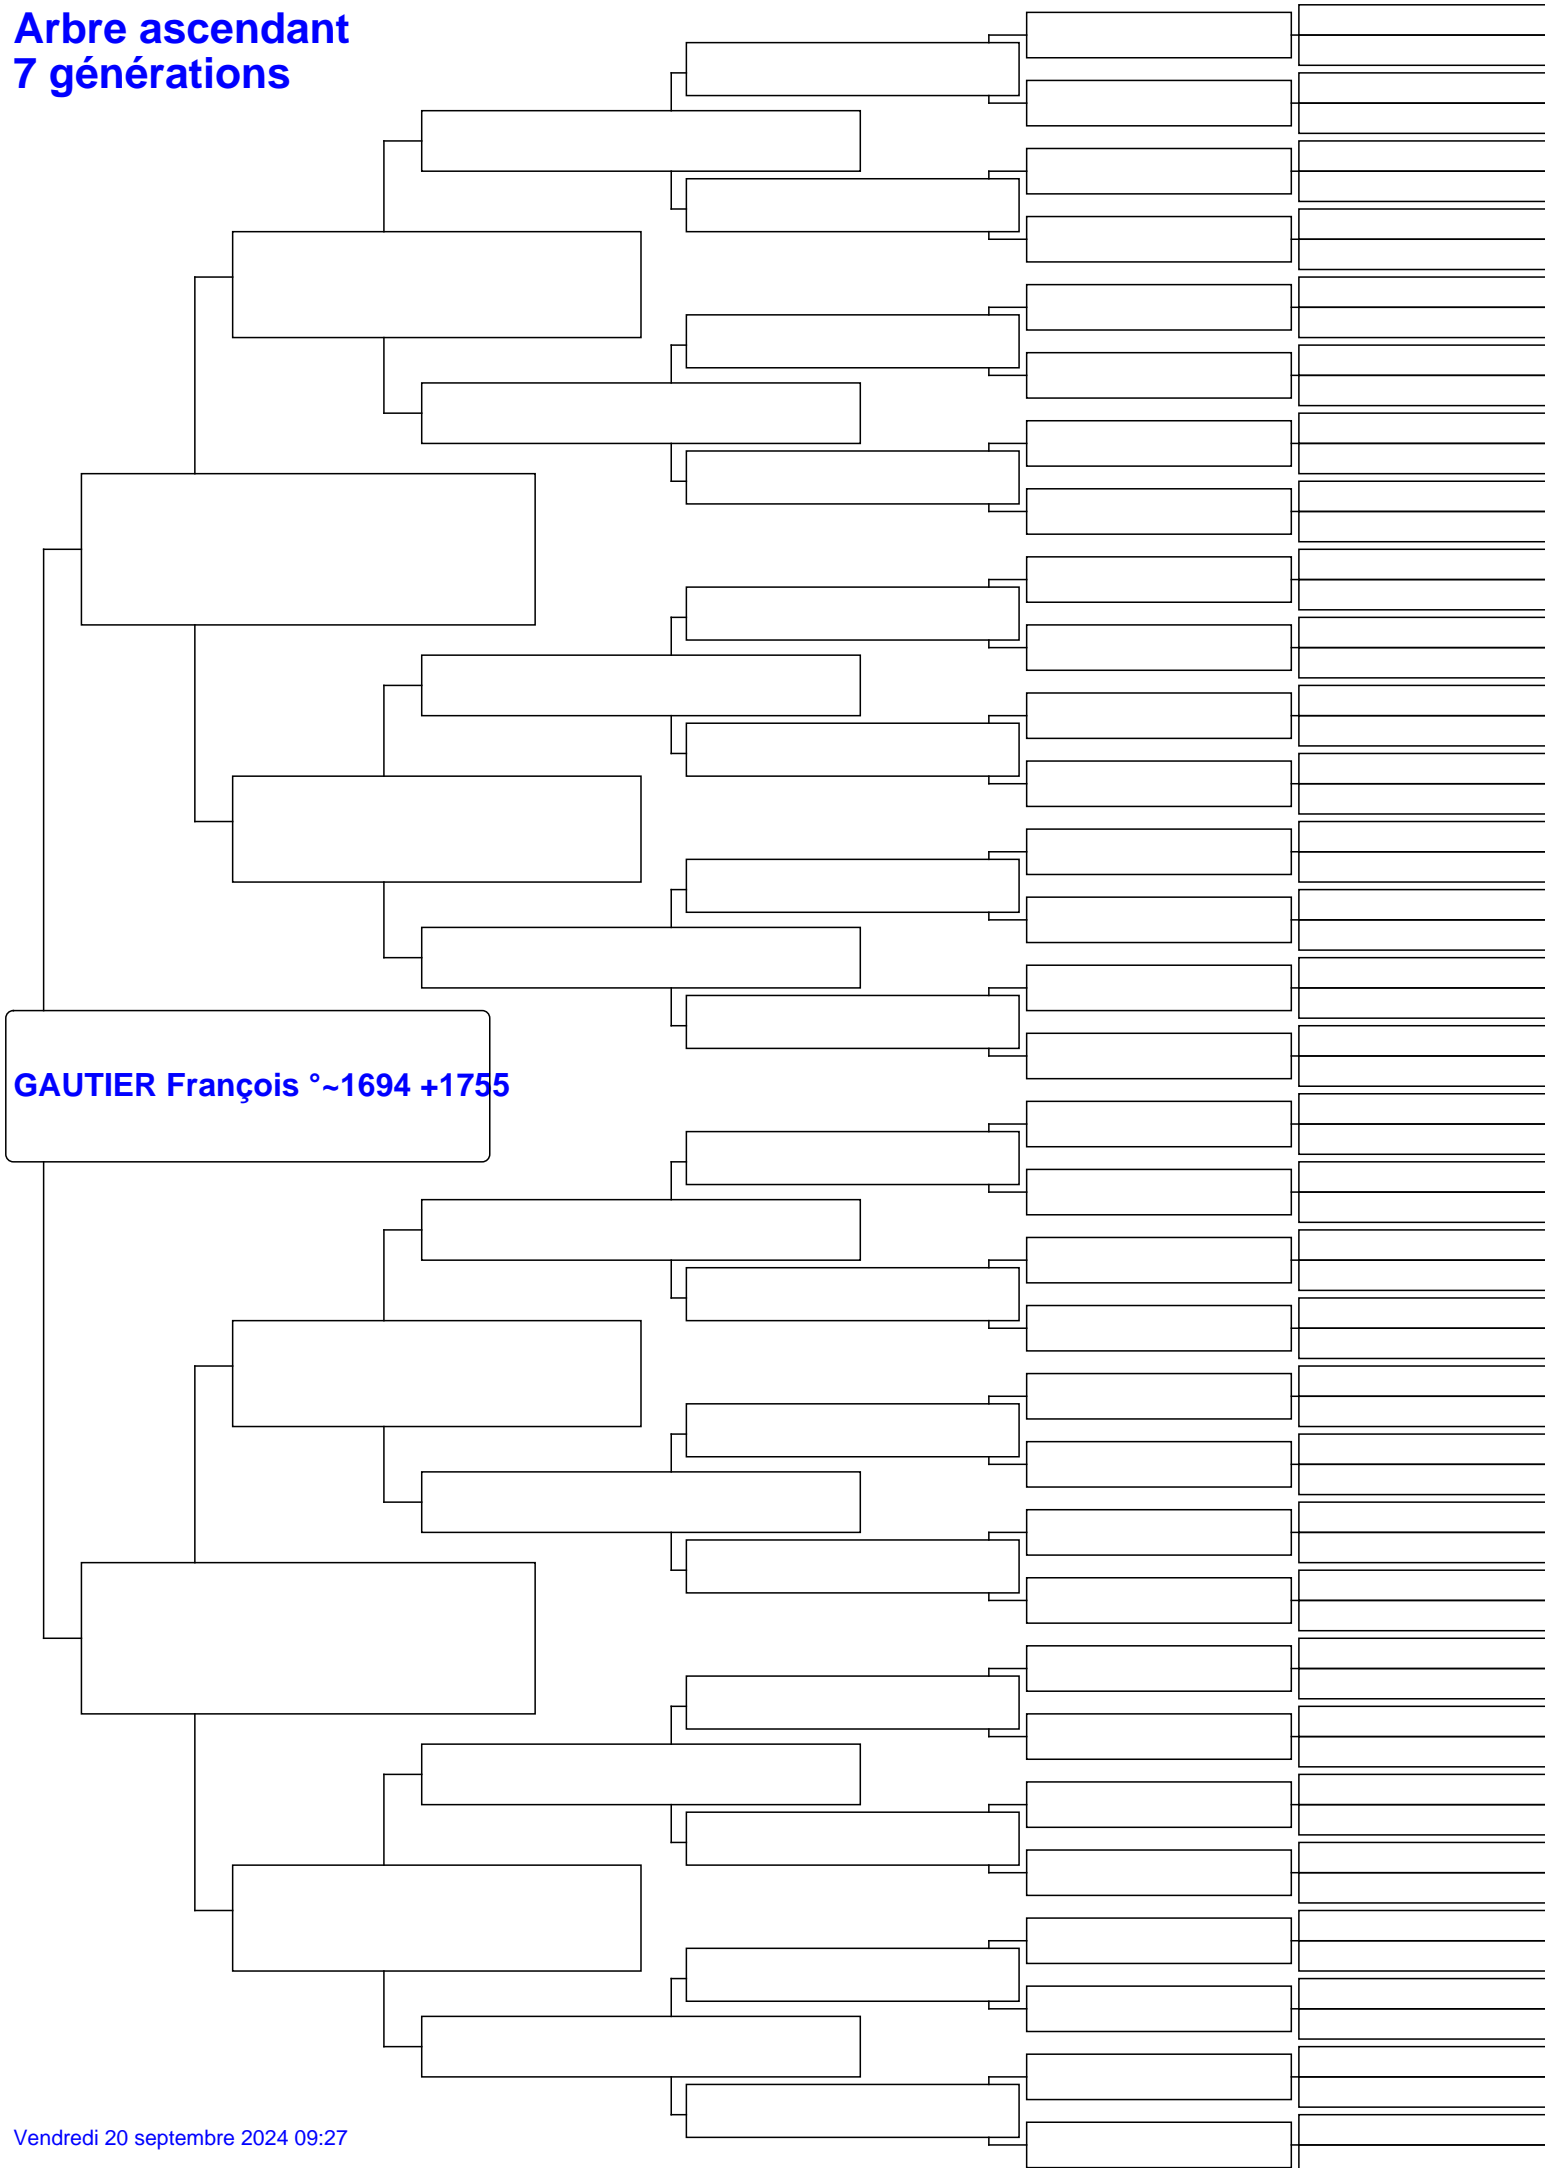 Arbre ascendant
7 générations
GAUTIER François °~1694 +1755
Vendredi 20 septembre 2024 09:27